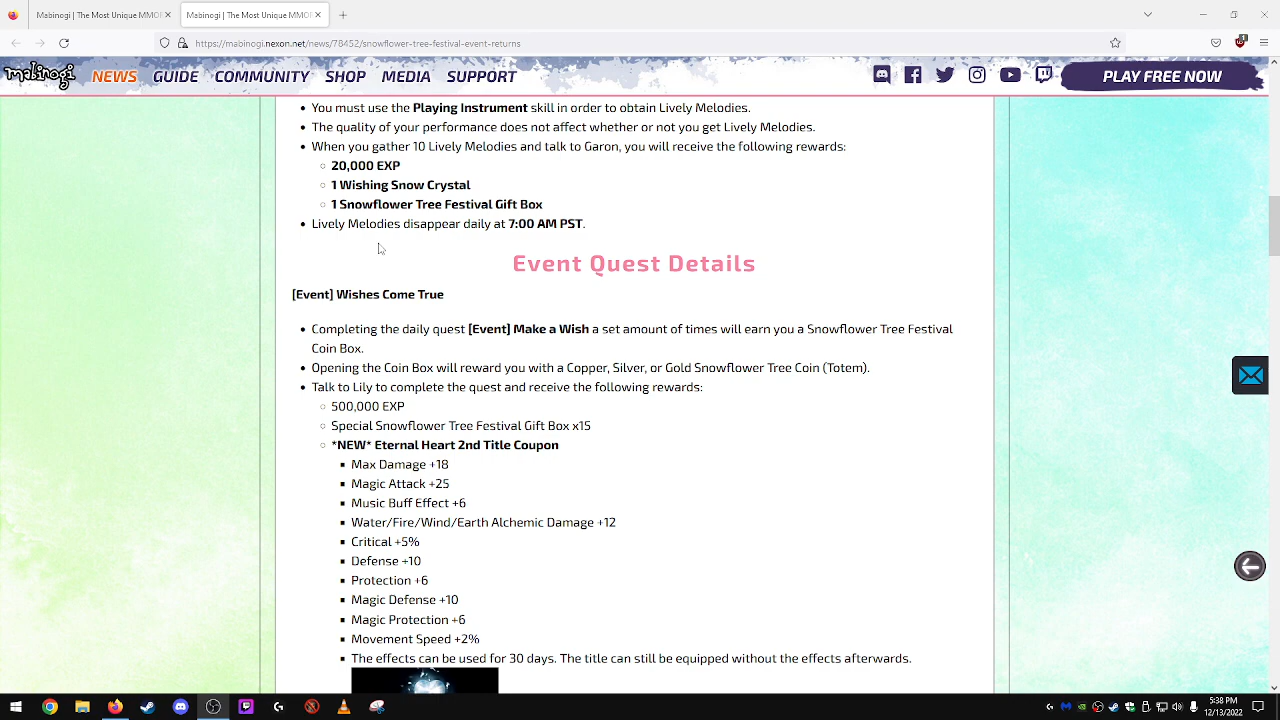 Mabinogi | The Most Unique MMOR
Mabinogi | The Most Unique MMOR
https://mabinogi.nexon.net/news/78452/snowflower-tree-festival-event-returns
mabinogi
NEWS
GUIDE
COMMUNITY
SHOP
MEDIA
SUPPORT
PLAY FREE NOW
• You must use the Playing Instrument skill in order to obtain Lively Melodies.
• The quality of your performance does not affect whether or not you get Lively Melodies.
• When you gather 10 Lively Melodies and talk to Garon, you will receive the following rewards:
○ 20,000 EXP
○ 1 Wishing Snow Crystal
○ 1 Snowflower Tree Festival Gift Box
• Lively Melodies disappear daily at 7:00 AM PST.
Event Quest Details
[Event] Wishes Come True
• Completing the daily quest [Event] Make a Wish a set amount of times will earn you a Snowflower Tree Festival
Coin Box.
• Opening the Coin Box will reward you with a Copper, Silver, or Gold Snowflower Tree Coin (Totem).
• Talk to Lily to complete the quest and receive the following rewards:
○ 500,000 EXP
○ Special Snowflower Tree Festival Gift Box x15
○ *NEW* Eternal Heart 2nd Title Coupon
▪ Max Damage +18
▪ Magic Attack +25
▪ Music Buff Effect +6
▪ Water/Fire/Wind/Earth Alchemic Damage +12
▪ Critical +5%
▪ Defense +10
▪ Protection +6
▪ Magic Defense +10
▪ Magic Protection +6
▪ Movement Speed +2%
▪ The effects can be used for 30 days. The title can still be equipped without the effects afterwards.
5:38 PM
12/13/2022